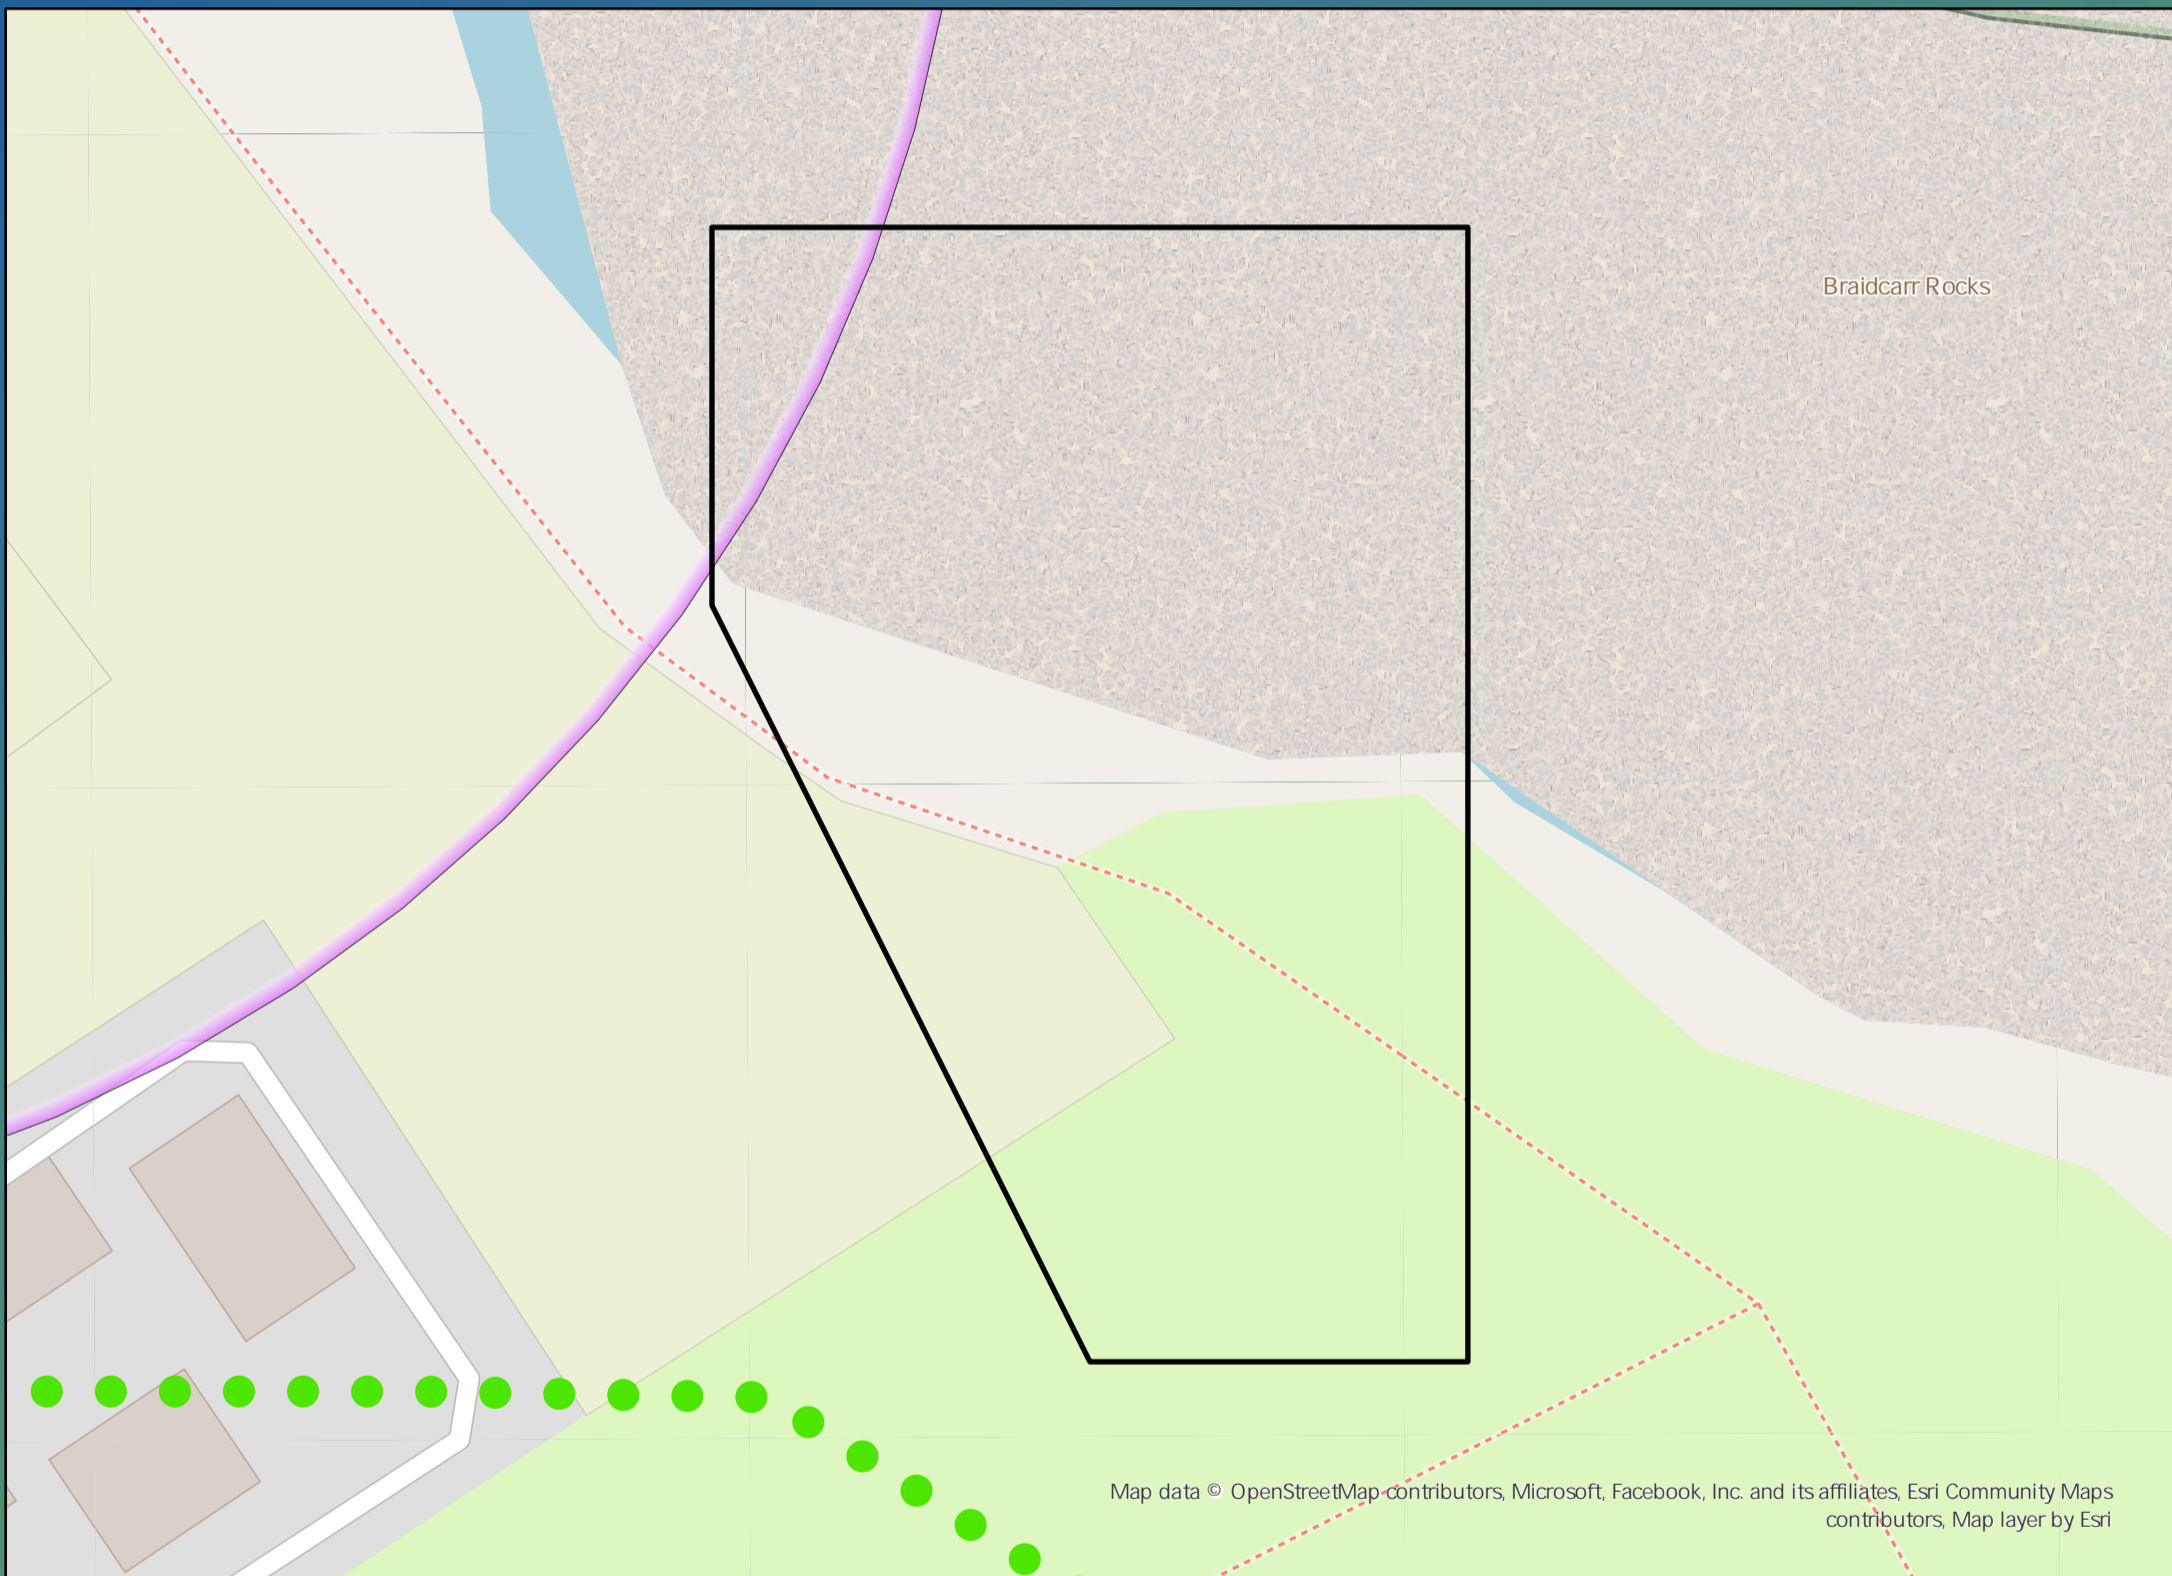 Braidcarr Rocks
Map data © OpenStreetMap contributors, Microsoft, Facebook, Inc. and its affiliates, Esri Community Maps
contributors, Map layer by Esri